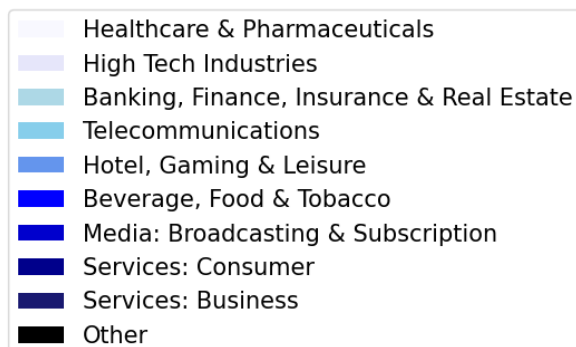 Healthcare & Pharmaceuticals
High Tech Industries
Banking, Finance, Insurance & Real Estate
Telecommunications
Hotel, Gaming & Leisure
Beverage, Food & Tobacco
Media: Broadcasting & Subscription
Services: Consumer
Services: Business
Other